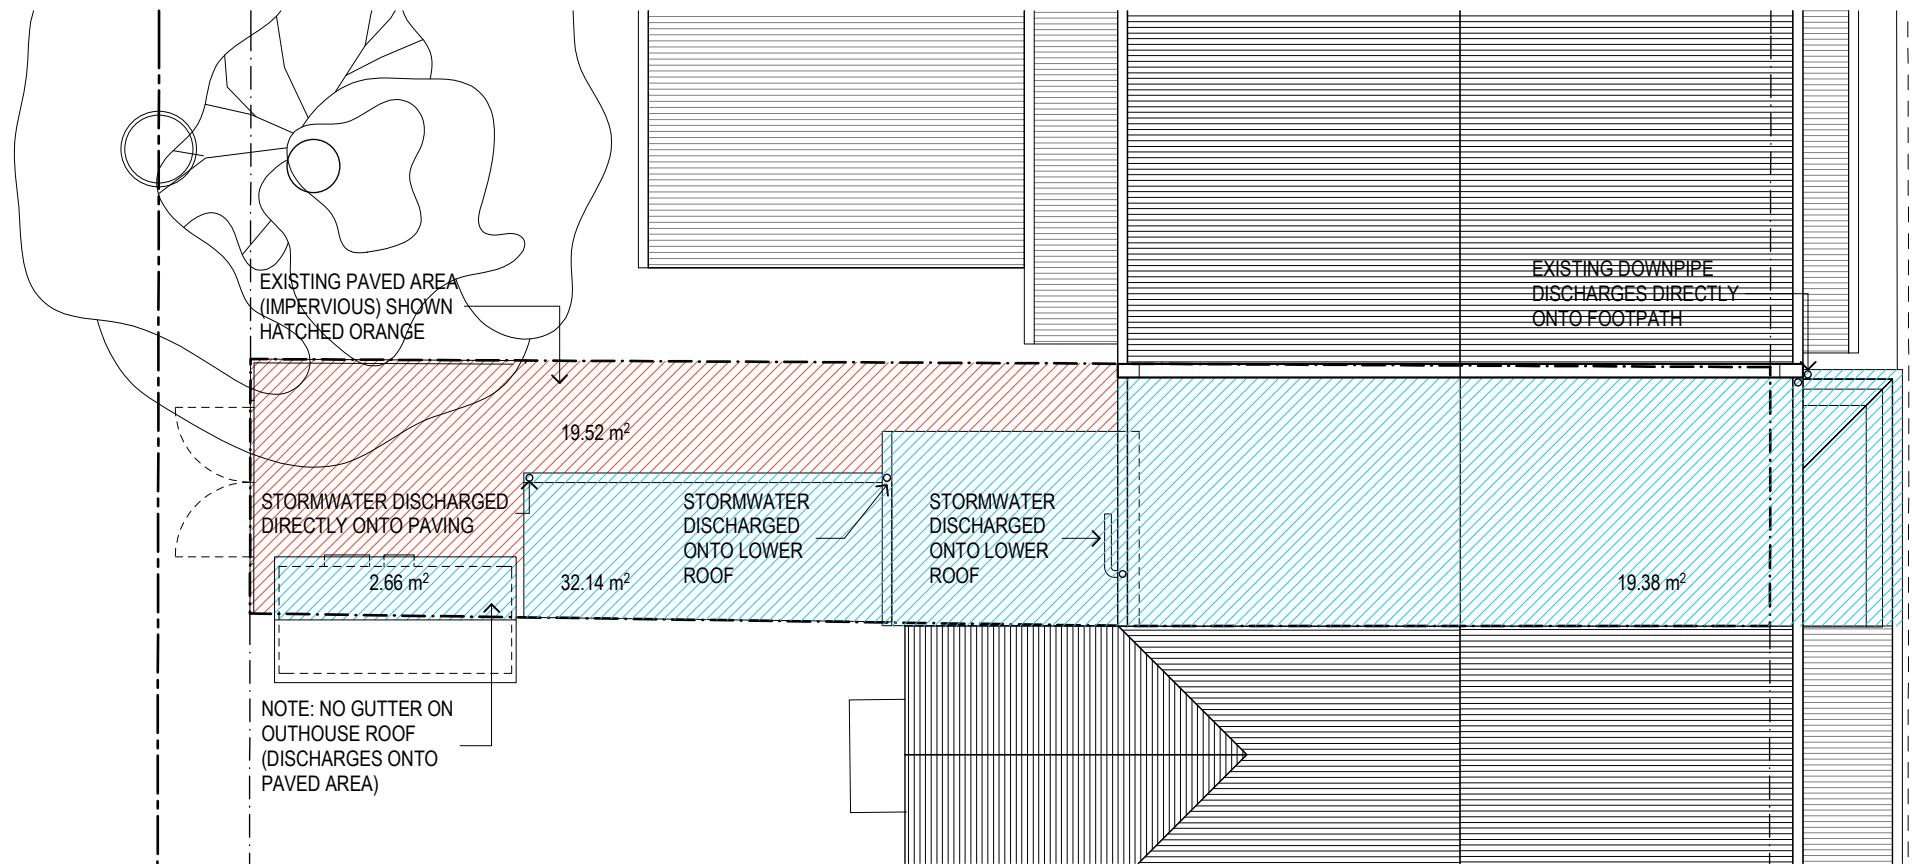 EXISTING PAVED AREA
(IMPERVIOUS) SHOWN
HATCHED ORANGE
EXISTING DOWNPIPE
DISCHARGES DIRECTLY
ONTO FOOTPATH
19.52 m²
STORMWATER DISCHARGED
DIRECTLY ONTO PAVING
STORMWATER
DISCHARGED
ONTO LOWER
ROOF
STORMWATER
DISCHARGED
ONTO LOWER
ROOF
2.66 m²
32.14 m²
19.38 m²
NOTE: NO GUTTER ON
OUTHOUSE ROOF
(DISCHARGES ONTO
PAVED AREA)